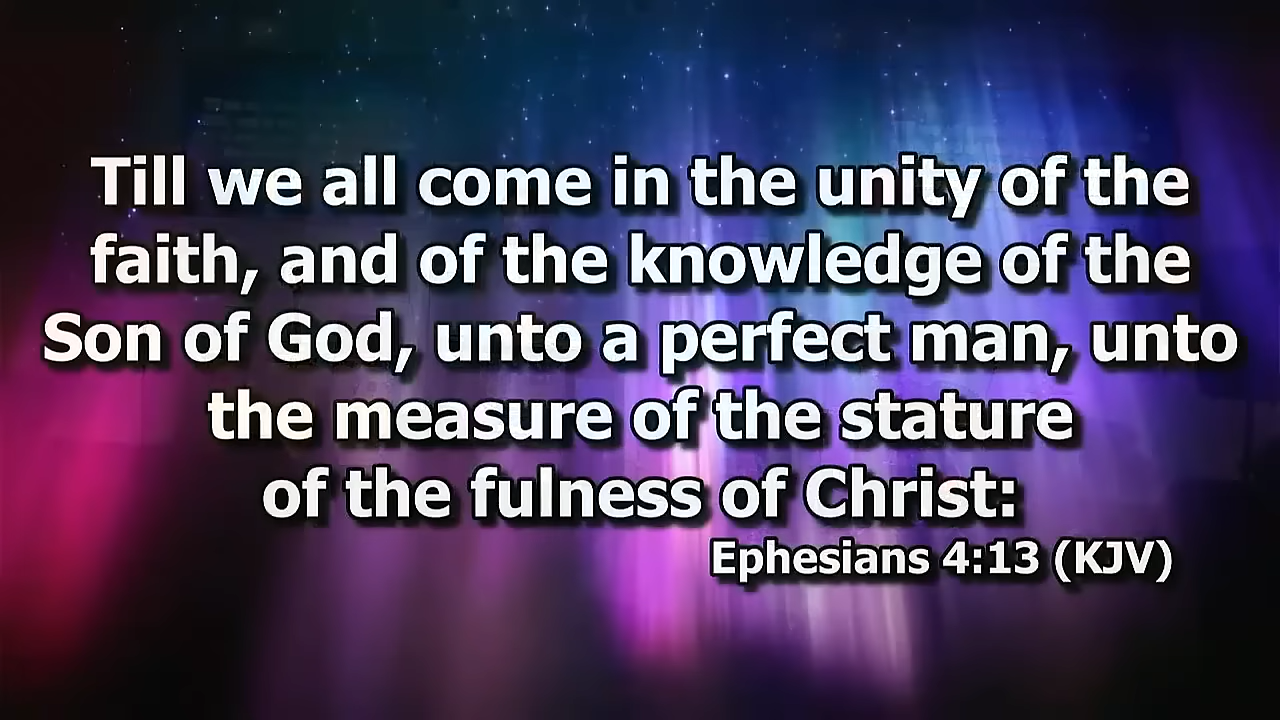 Till we all come in the unity of the
faith, and of the knowledge of the
Son of God, unto a perfect man, unto
the measure of the stature
of the fulness of Christ:
Ephesians 4:13 (KJV)